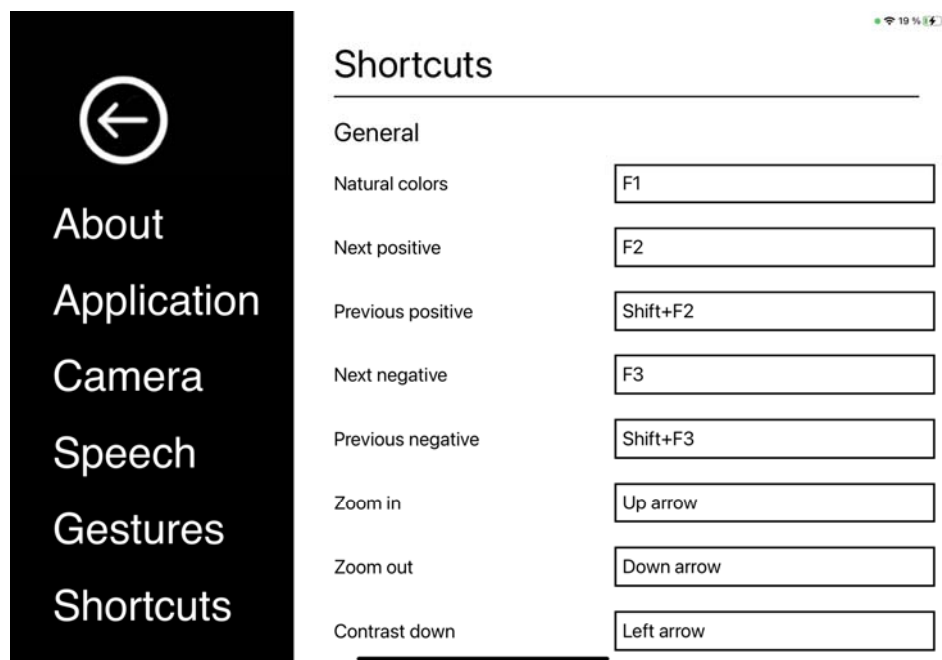 19 %
About
Application
Camera
Speech
Gestures
Shortcuts
Shortcuts
General
Natural colors F1
Next positive F2
Previous positive Shift+F2
Next negative F3
Previous negative Shift+F3
Zoom in Up arrow
Zoom out Down arrow
Contrast down Left arrow